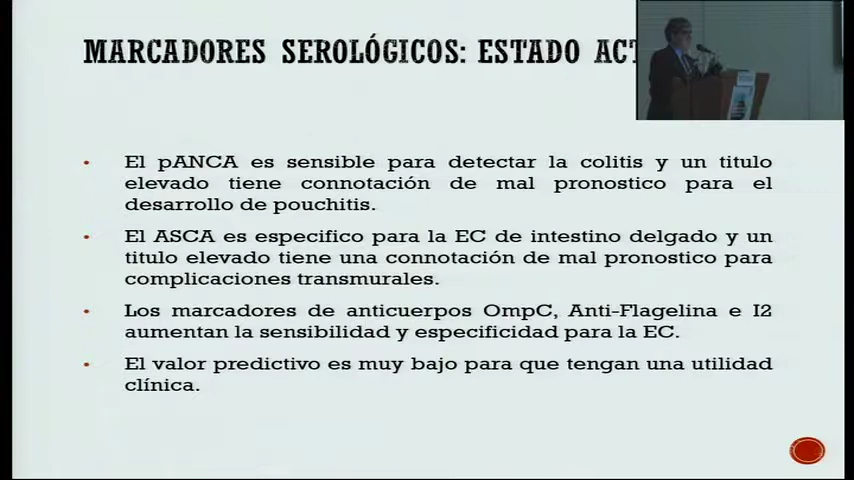 MARCADORES SEROLÓGICOS: ESTADO
• El pANCA es sensible para detectar la colitis y un titulo
elevado tiene connotación de mal pronostico para el
desarrollo de pouchitis.
• El ASCA es especifico para la EC de intestino delgado y un
titulo elevado tiene una connotación de mal pronostico para
complicaciones transmurales.
• Los marcadores de anticuerpos OmpC, Anti-Flagelina e I2
aumentan la sensibilidad y especificidad para la EC.
• El valor predictivo es muy bajo para que tengan una utilidad
clínica.